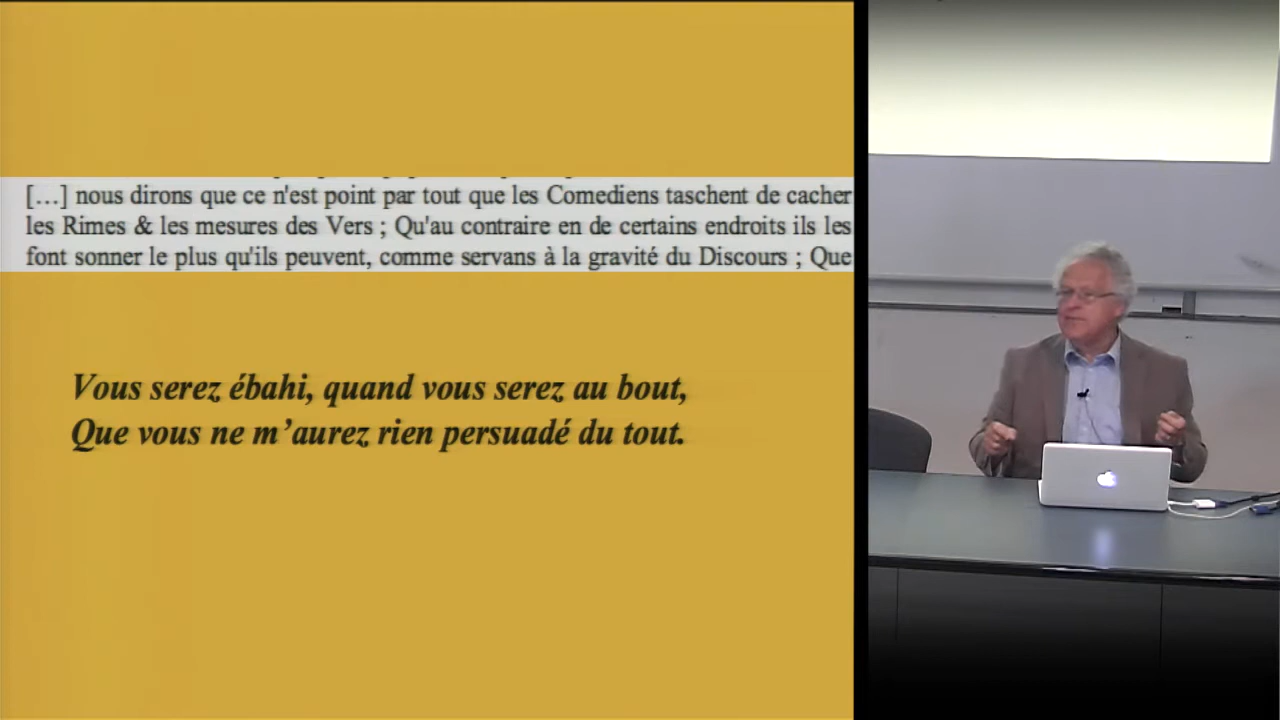 […] nous dirons que ce n'est point par tout que les Comediens taschent de cacher
les Rimes & les mesures des Vers ; Qu'au contraire en de certains endroits ils les
font sonner le plus qu'ils peuvent, comme servans à la gravité du Discours ; Que
Vous serez ébahi, quand vous serez au bout,
Que vous ne m’aurez rien persuadé du tout.